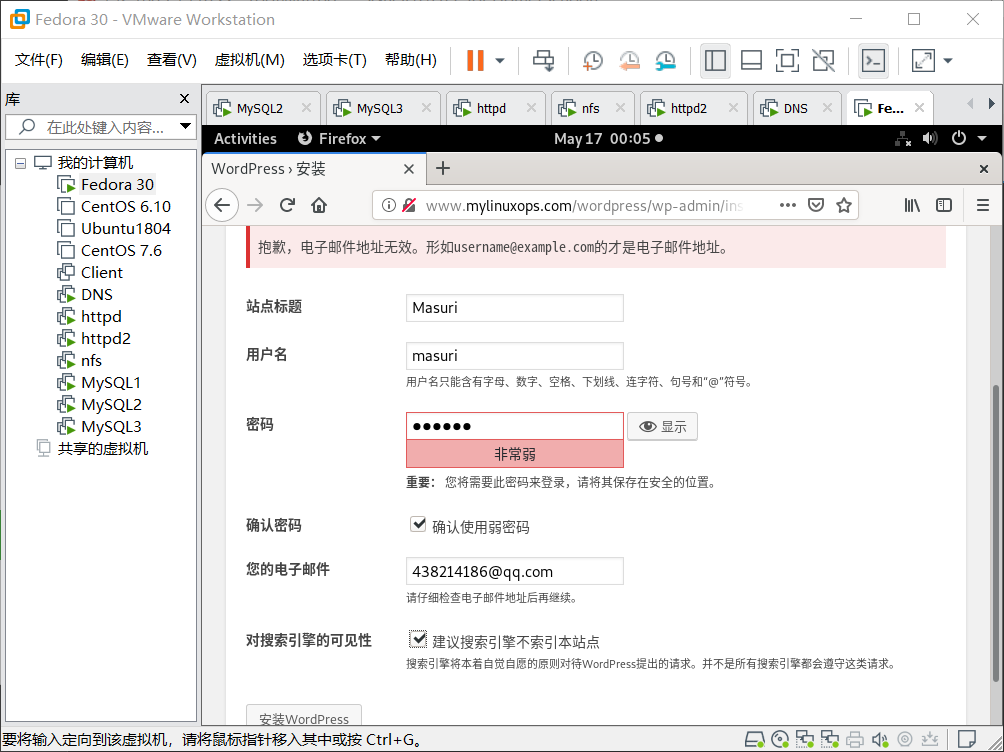 Fedora 30 - VMware Workstation
文件(F) 编辑(E) 查看(V) 虚拟机(M) 选项卡(T) 帮助(H)
库
在此处键入内容...
我的计算机
Fedora 30
CentOS 6.10
Ubuntu1804
CentOS 7.6
Client
DNS
httpd
httpd2
nfs
MySQL1
MySQL2
MySQL3
共享的虚拟机
MySQL2 MySQL3 httpd nfs httpd2 DNS Fe...
Activities Firefox May 17 00:05
WordPress › 安装
www.mylinuxops.com/wordpress/wp-admin/ins
抱歉，电子邮件地址无效。形如username@example.com的才是电子邮件地址。
站点标题 Masuri
用户名 masuri
用户名只能含有字母、数字、空格、下划线、连字符、句号和“@”符号。
密码 ●●●●●● 显示
非常弱
重要： 您将需要此密码来登录，请将其保存在安全的位置。
确认密码 确认使用弱密码
您的电子邮件 438214186@qq.com
请仔细检查电子邮件地址后再继续。
对搜索引擎的可见性 建议搜索引擎不索引本站点
搜索引擎将本着自觉自愿的原则对待WordPress提出的请求。并不是所有搜索引擎都会遵守这类请求。
安装WordPress
要将输入定向到该虚拟机，请将鼠标指针移入其中或按 Ctrl+G。